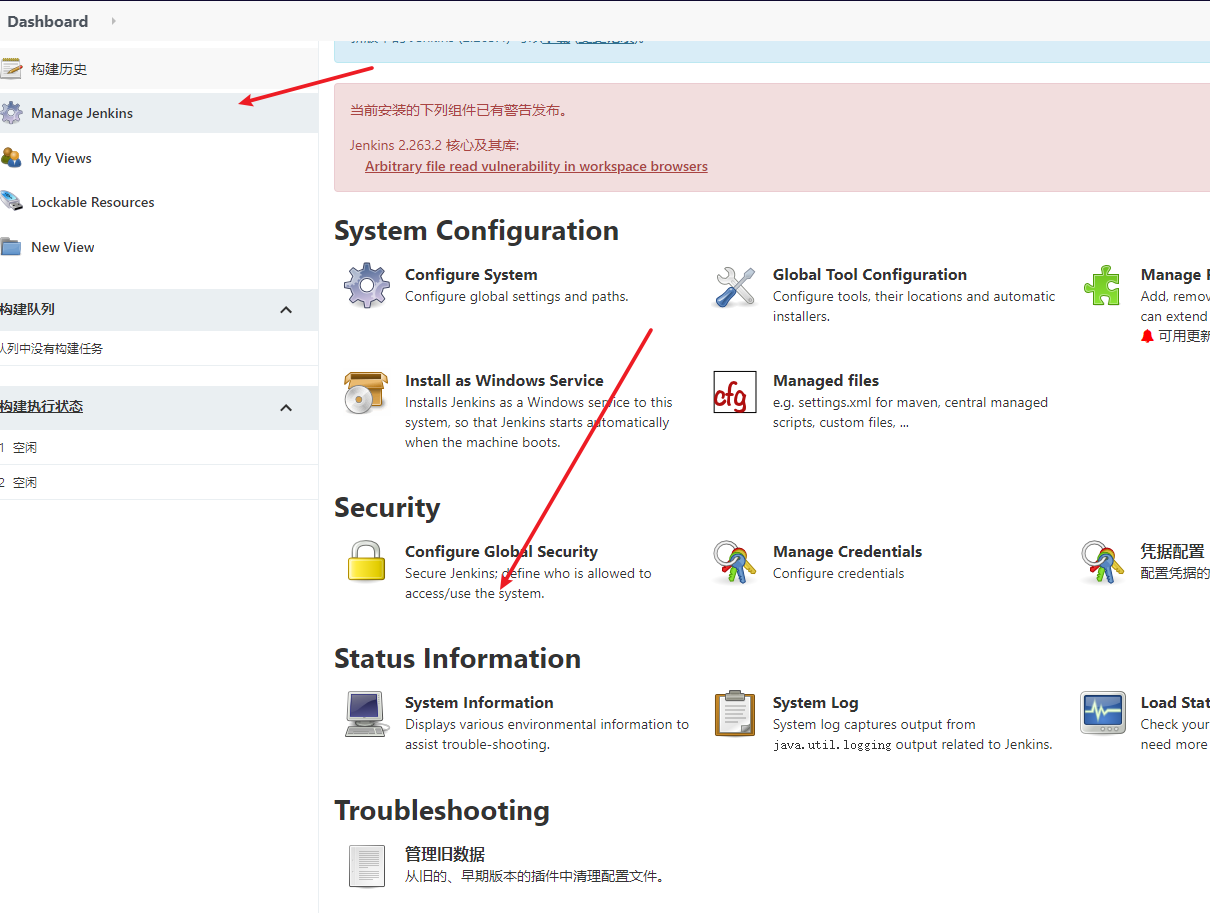 Dashboard
构建历史
Manage Jenkins
My Views
Lockable Resources
New View
构建队列
队列中没有构建任务
构建执行状态
1 空闲
2 空闲
当前安装的下列组件已有警告发布。
Jenkins 2.263.2 核心及其库:
Arbitrary file read vulnerability in workspace browsers
System Configuration
Configure System
Configure global settings and paths.
Global Tool Configuration
Configure tools, their locations and automatic
installers.
Manage
Add, remov
can extend
可用更新
Install as Windows Service
Installs Jenkins as a Windows service to this
system, so that Jenkins starts automatically
when the machine boots.
cfg
Managed files
e.g. settings.xml for maven, central managed
scripts, custom files, ...
Security
Configure Global Security
Secure Jenkins; define who is allowed to
access/use the system.
Manage Credentials
Configure credentials
凭据配置
配置凭据的
Status Information
System Information
Displays various environmental information to
assist trouble-shooting.
System Log
System log captures output from
java.util.logging output related to Jenkins.
Load Stat
Check your
need more
Troubleshooting
管理旧数据
从旧的、早期版本的插件中清理配置文件。